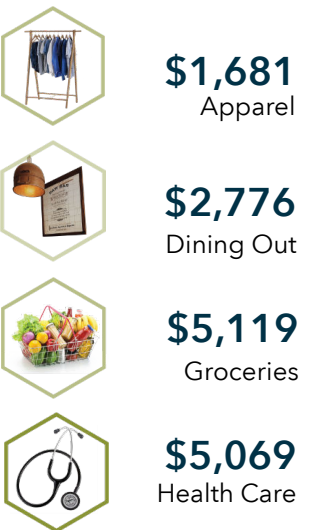 $1,681
Apparel
$2,776
Dining Out
$5,119
Groceries
$5,069
Health Care